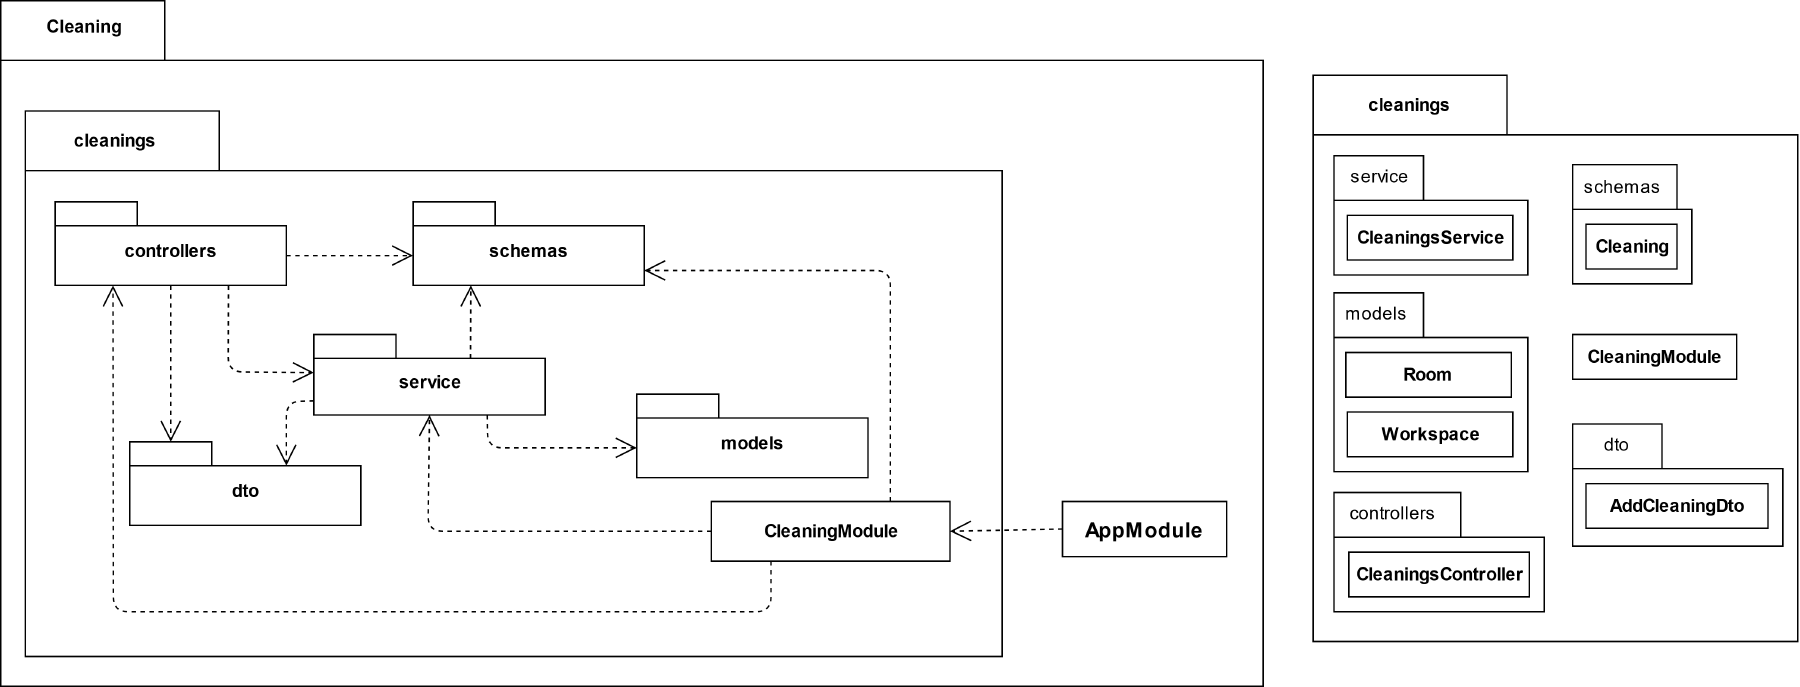 Cleaning
cleanings
controllers
schemas
service
models
dto
CleaningModule
AppModule
cleanings
service
CleaningsService
schemas
Cleaning
models
Room
Workspace
CleaningModule
dto
AddCleaningDto
controllers
CleaningsController